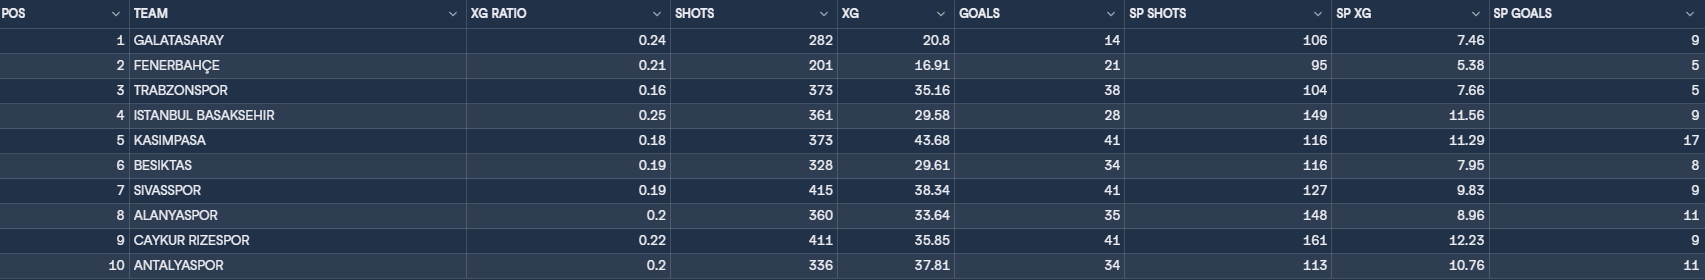 POS TEAM XG RATIO SHOTS XG GOALS SP SHOTS SP XG SP GOALS
1 GALATASARAY 0.24 282 20.8 14 106 7.46 9
2 FENERBAHÇE 0.21 201 16.91 21 95 5.38 5
3 TRABZONSPOR 0.16 373 35.16 38 104 7.66 5
4 ISTANBUL BASAKSEHIR 0.25 361 29.58 28 149 11.56 9
5 KASIMPASA 0.18 373 43.68 41 116 11.29 17
6 BESIKTAS 0.19 328 29.61 34 116 7.95 8
7 SIVASSPOR 0.19 415 38.34 41 127 9.83 9
8 ALANYASPOR 0.2 360 33.64 35 148 8.96 11
9 CAYKUR RIZESPOR 0.22 411 35.85 41 161 12.23 9
10 ANTALYASPOR 0.2 336 37.81 34 113 10.76 11